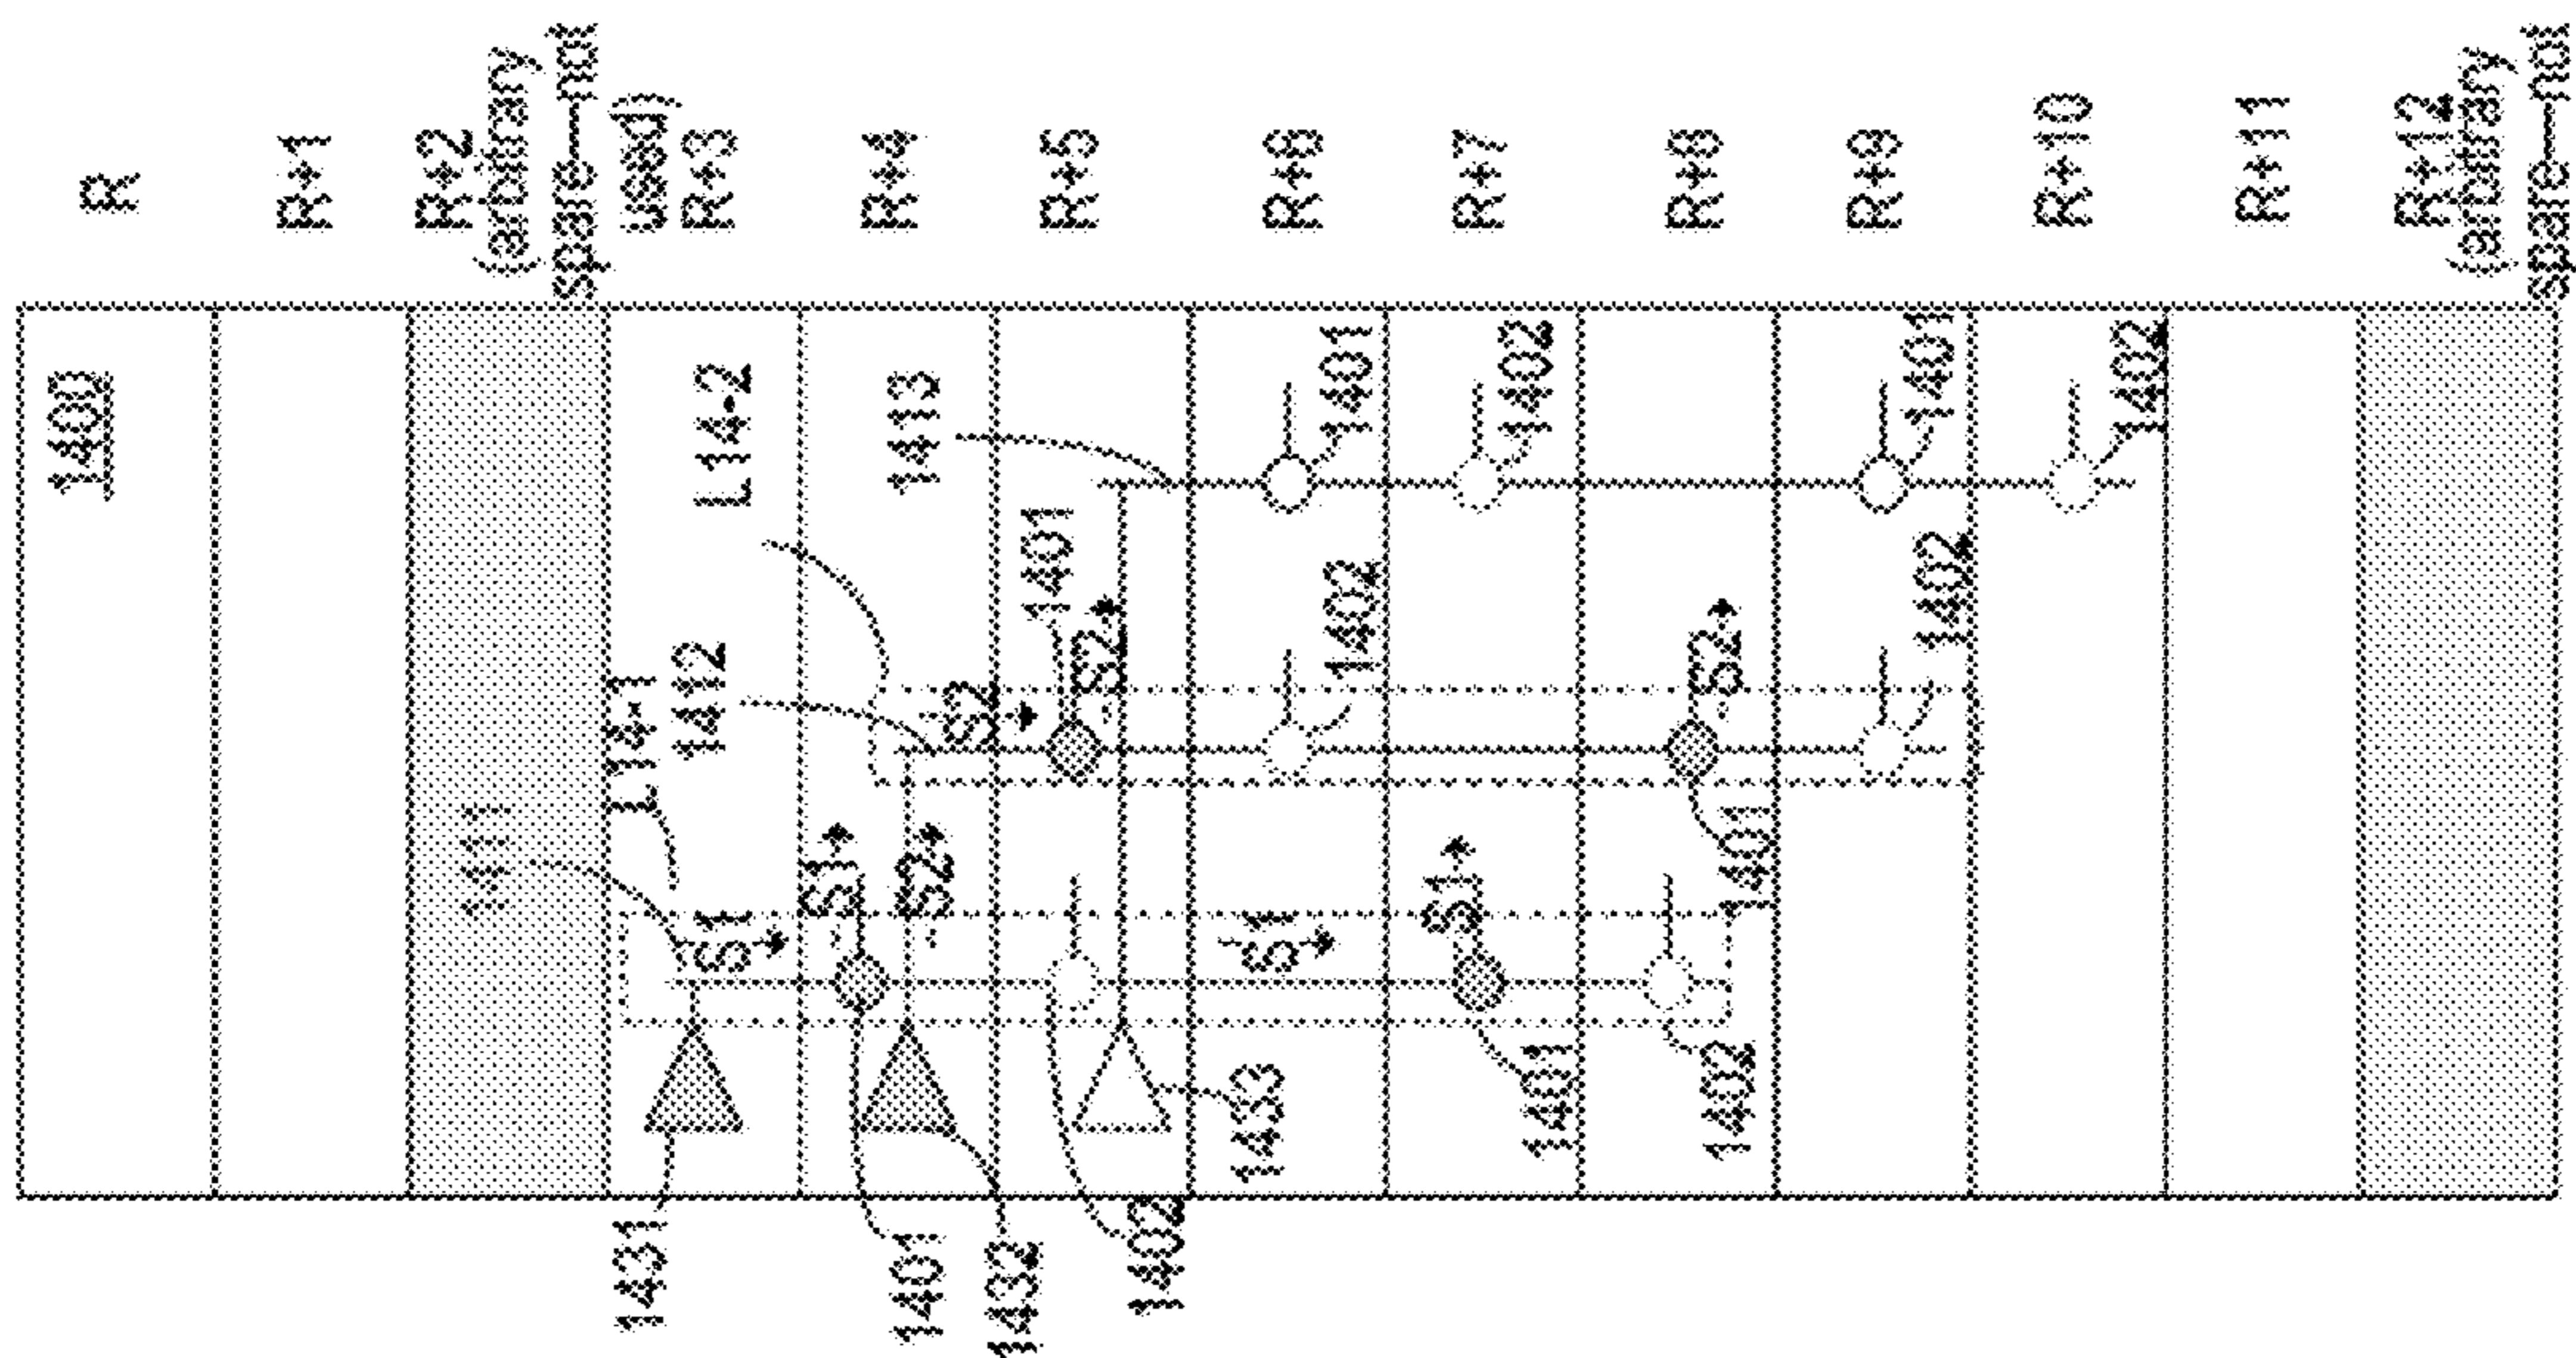 R
R+1
R+2
(arbitrary
spare—not
used)
R+3
R+4
R+5
R+6
R+7
R+8
R+9
R+10
R+11
R+12
(arbitrary
spare—not
1400
L14-2
1413
1401
1402
1401
1402
L14-1
1412
1401
1402
1402
1411
S2
S2
S2
S1
S1
S2
S1
S1
1401
1433
1401
1402
1431
1401
1432
1402